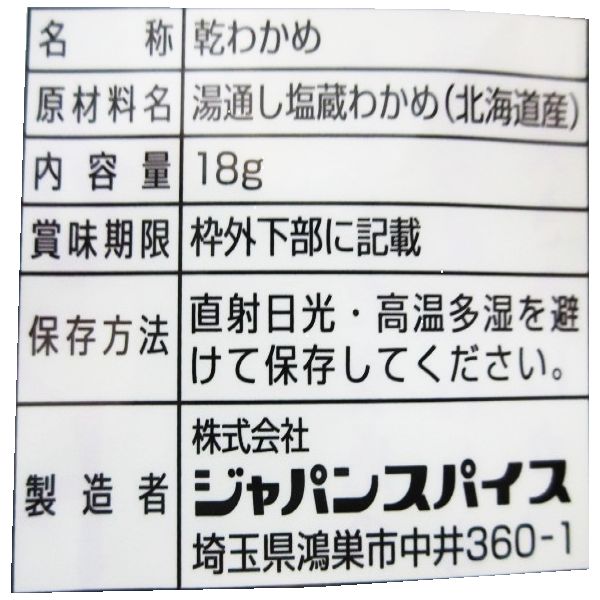 名称 乾わかめ
原材料名 湯通し塩蔵わかめ(北海道産)
内容量 18g
賞味期限 枠外下部に記載
保存方法 直射日光・高温多湿を避
けて保存してください。
製造者 株式会社
ジャパンスパイス
埼玉県鴻巣市中井360-1